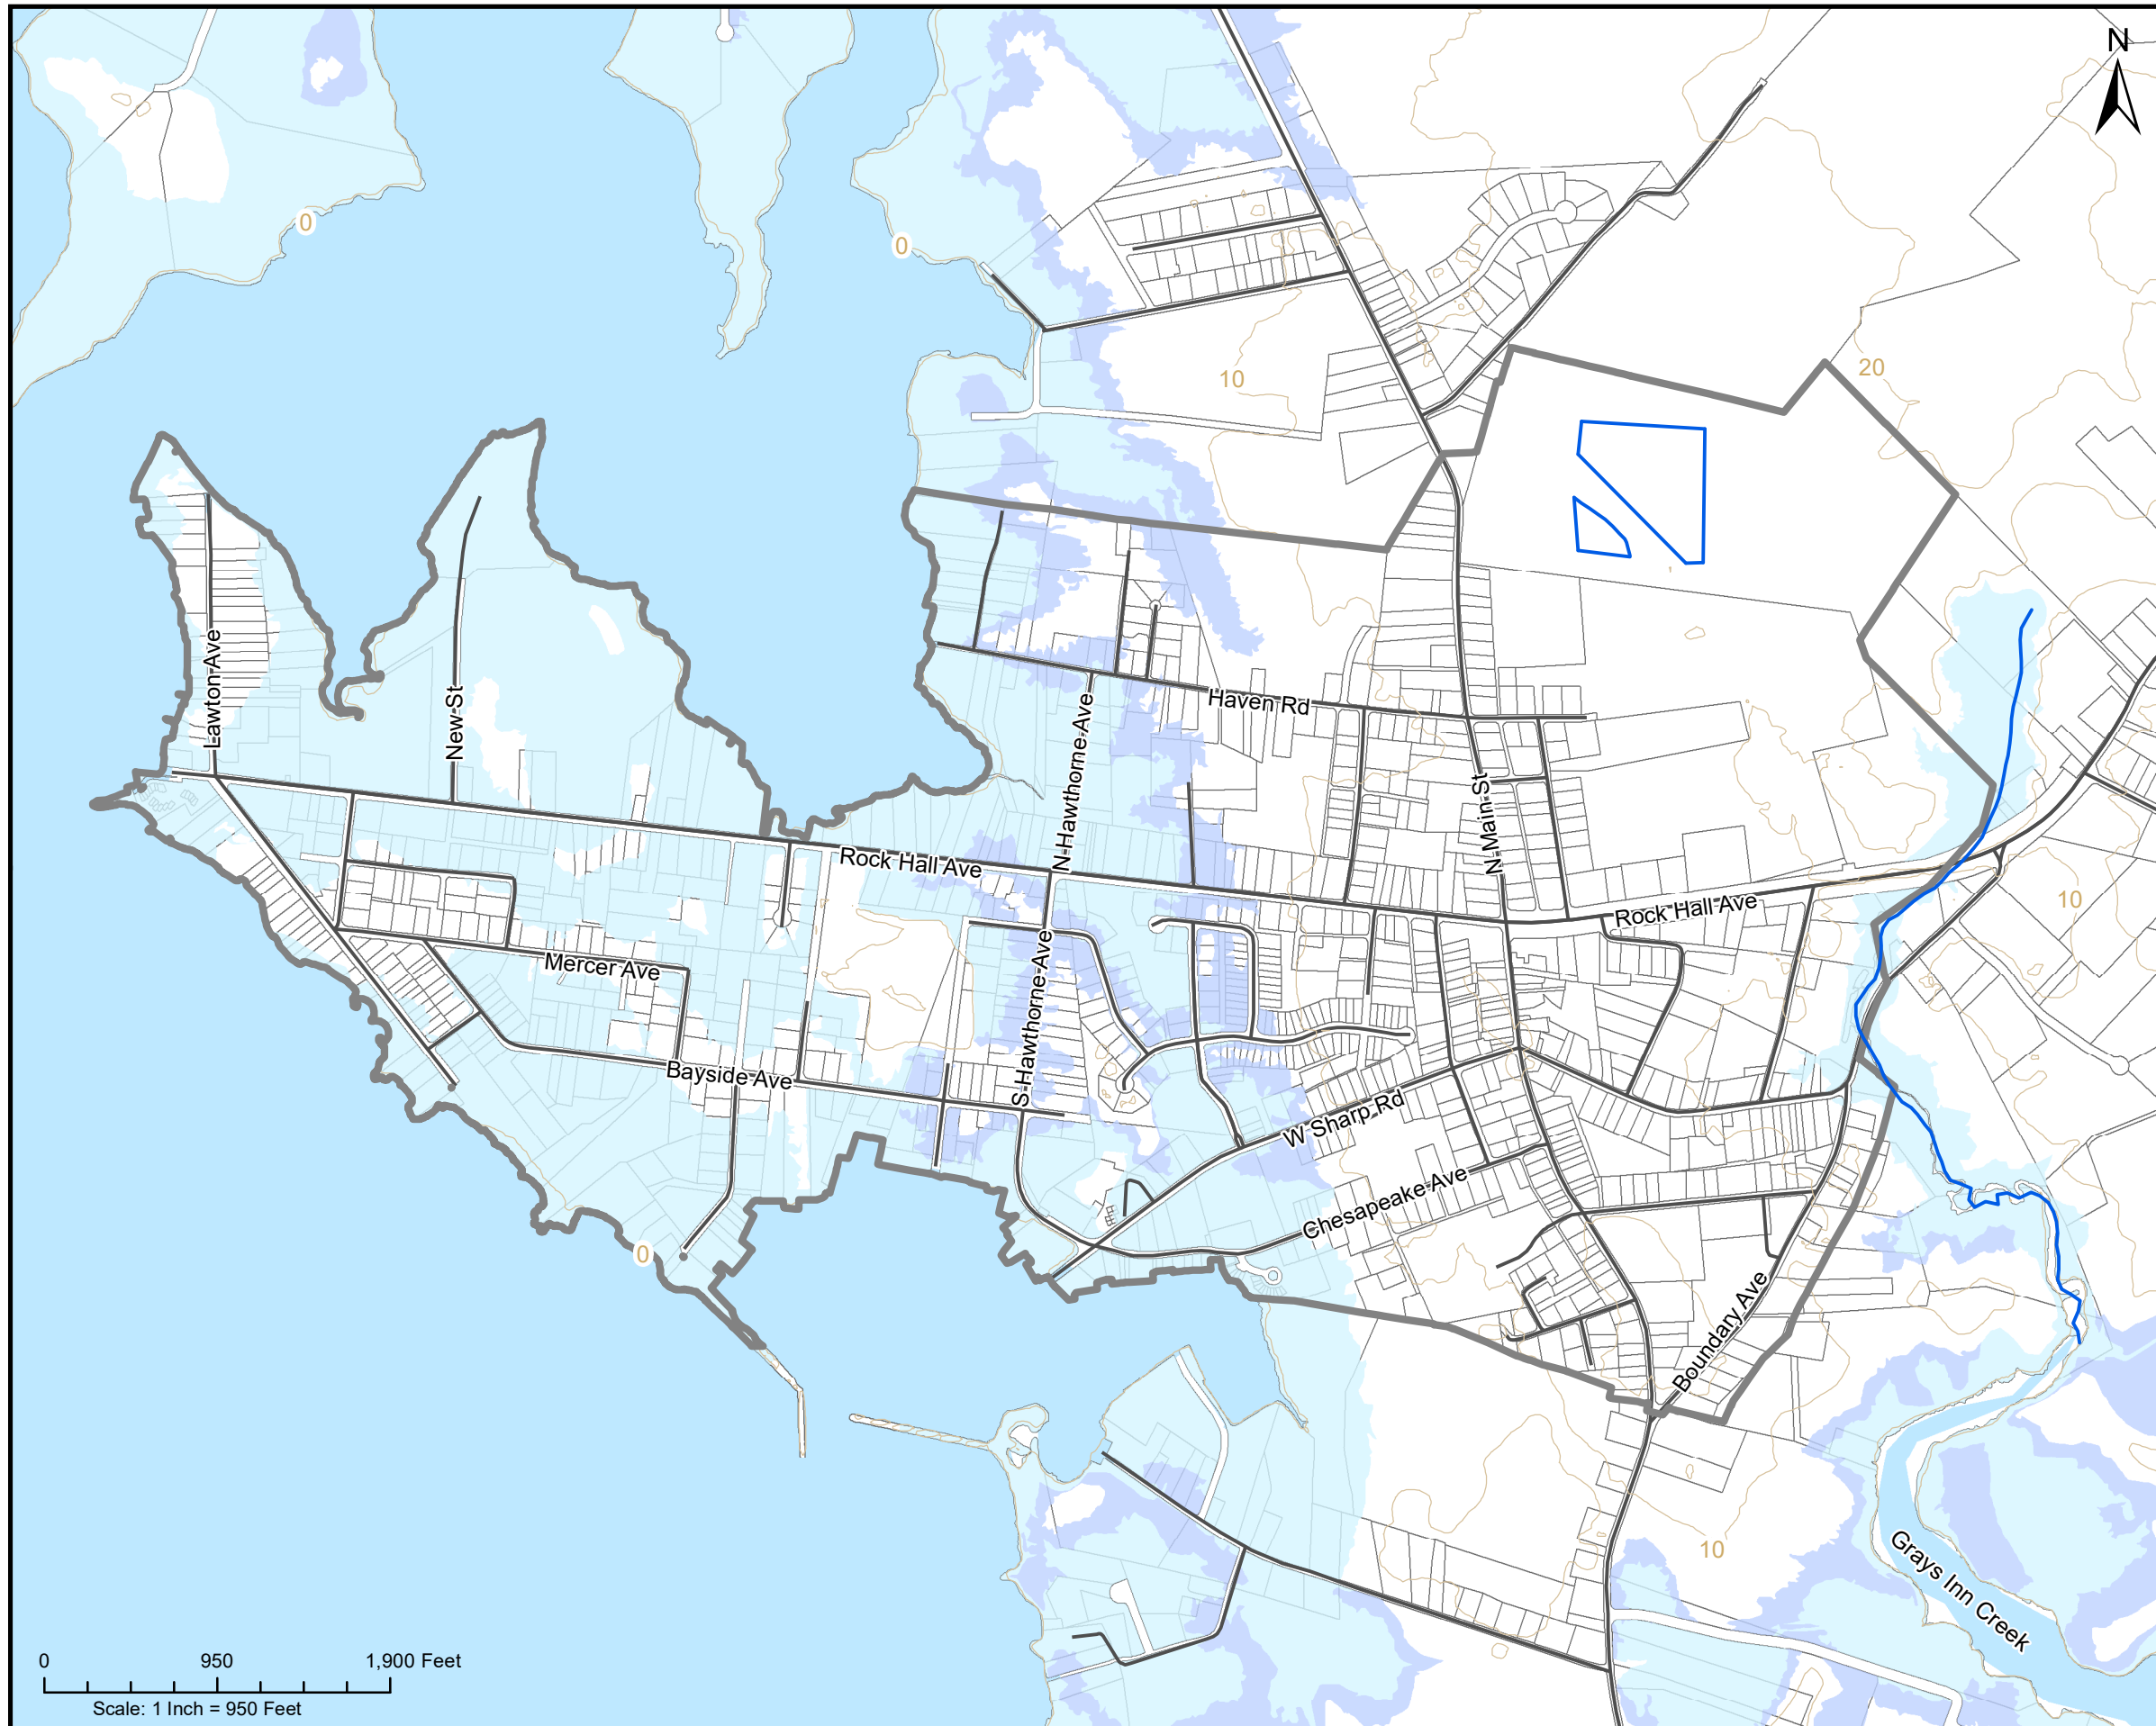 N
0
0
10
20
Lawton Ave
New St
Haven Rd
N Hawthorne Ave
N Main St
Rock Hall Ave
Rock Hall Ave
10
Mercer Ave
S Hawthorne Ave
Bayside Ave
W Sharp Rd
Chesapeake Ave
0
Boundary Ave
10
Grays Inn Creek
0 950 1,900 Feet
Scale: 1 Inch = 950 Feet